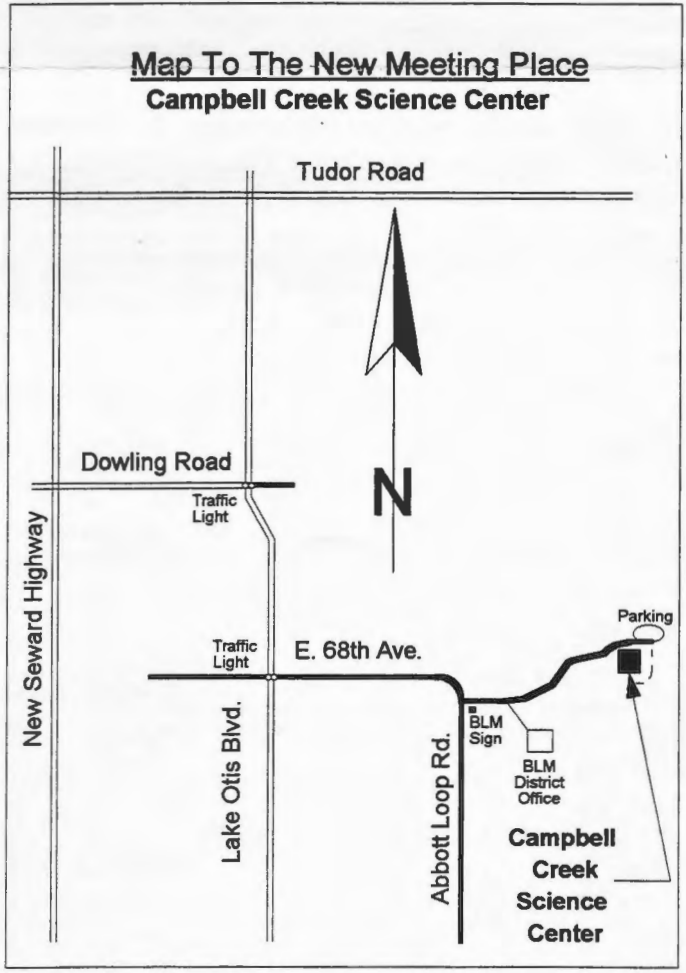 Map To The New Meeting Place
Campbell Creek Science Center
Tudor Road
N
Dowling Road
Traffic
Light
New Seward Highway
Traffic
Light
E. 68th Ave.
Lake Otis Blvd.
Abbott Loop Rd.
Parking
BLM
Sign
BLM
District
Office
Campbell
Creek
Science
Center